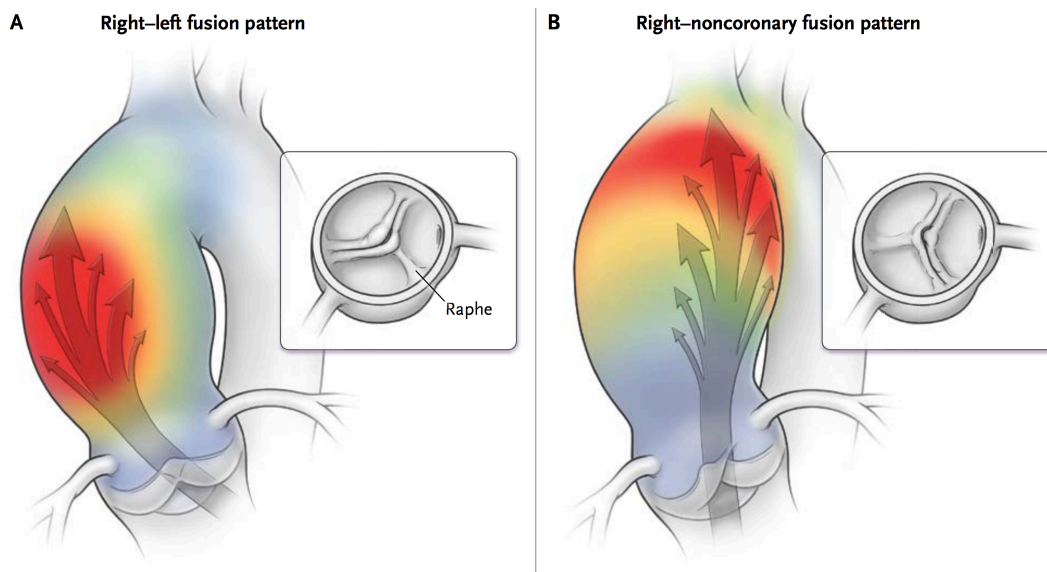 A
Right–left fusion pattern
B
Right–noncoronary fusion pattern
Raphe